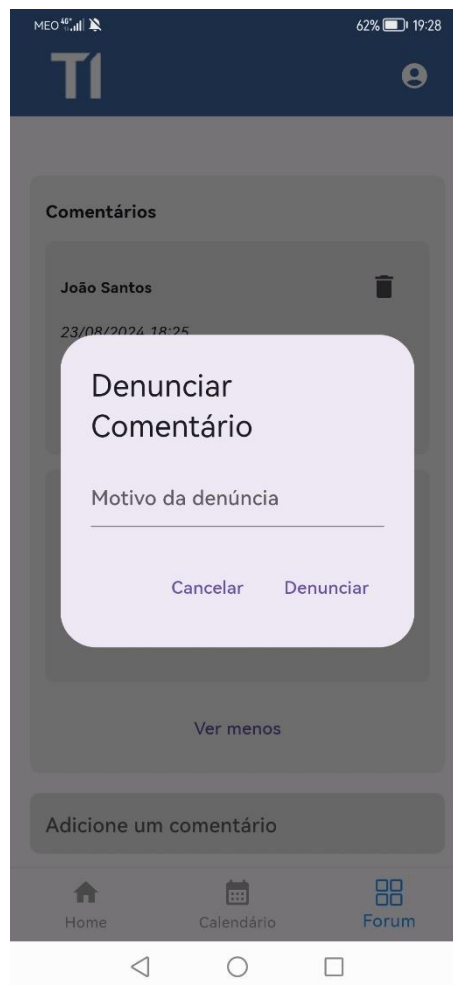 MEO 4G+ 62% 19:28
T1
Comentários
João Santos
23/08/2024 18:25
Denunciar
Comentário
Motivo da denúncia
Cancelar Denunciar
Ver menos
Adicione um comentário
Home Calendário Forum